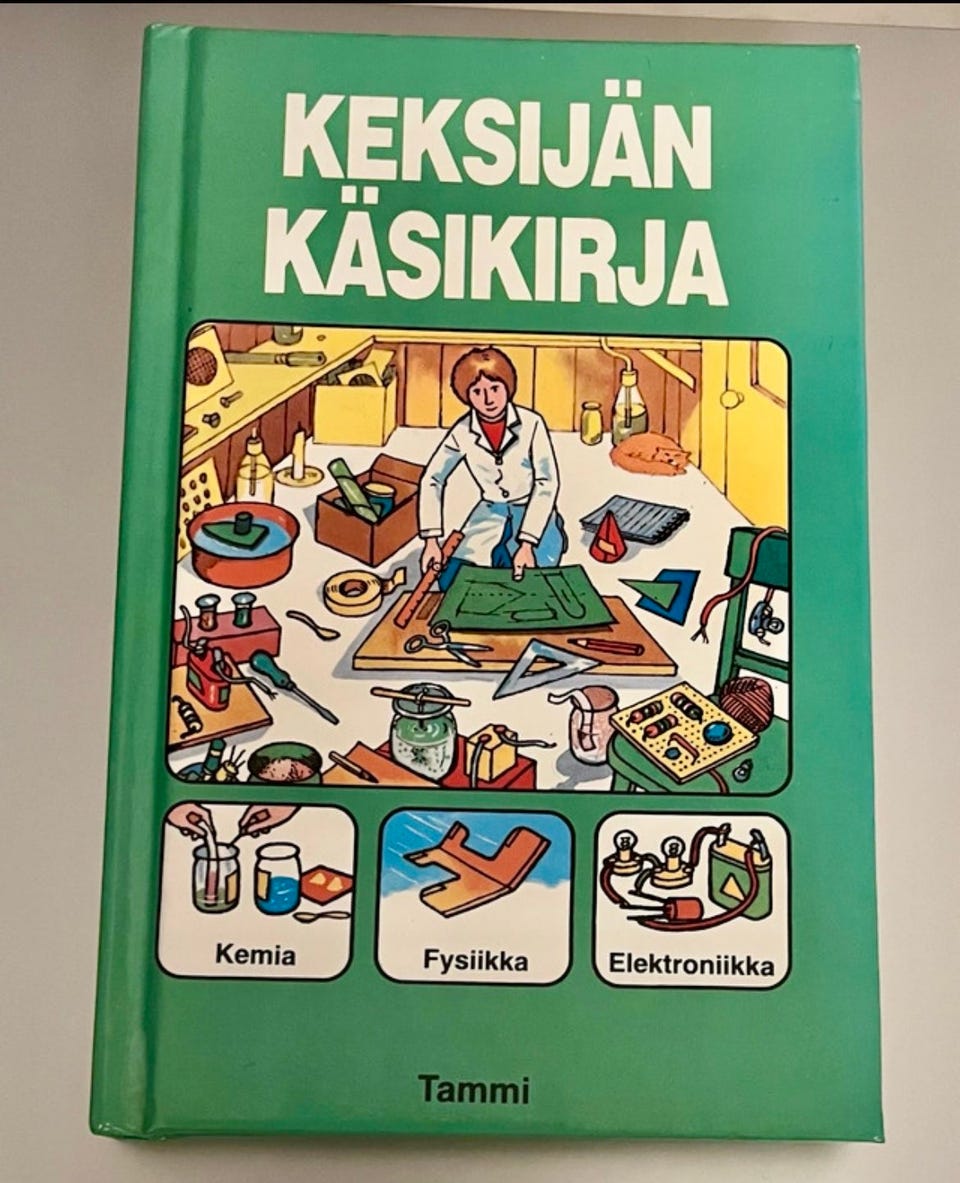 KEKSIJÄN
KÄSIKIRJA
Kemia
Fysiikka
Elektroniikka
Tammi